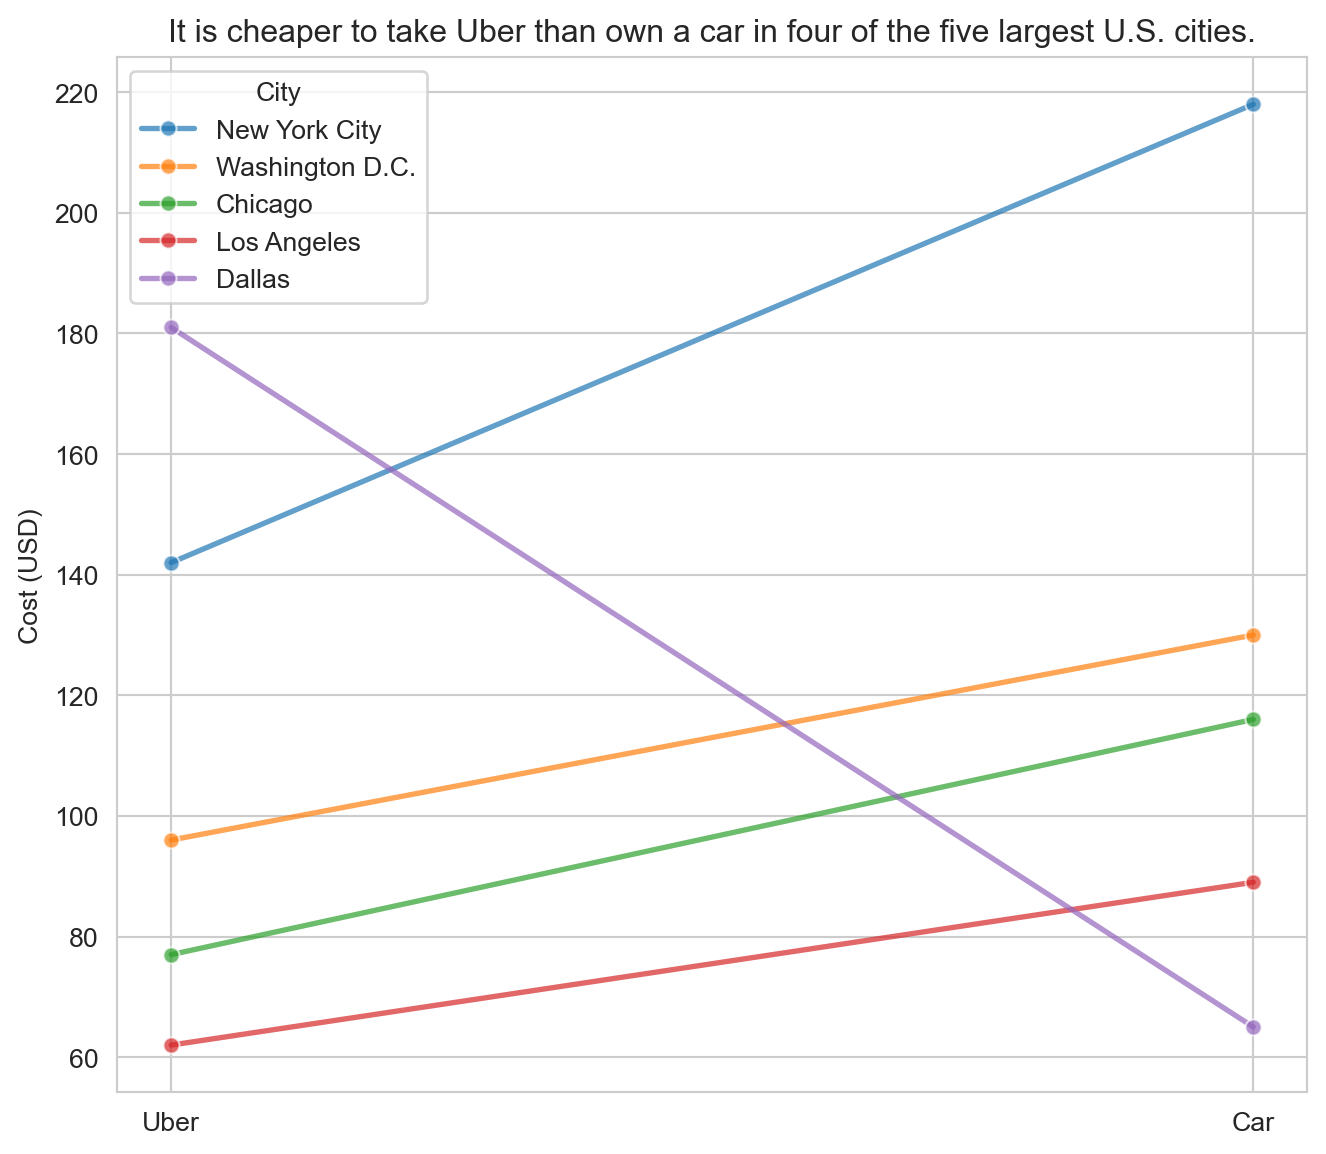 It is cheaper to take Uber than own a car in four of the five largest U.S. cities.
City
New York City
Washington D.C.
Chicago
Los Angeles
Dallas
220
200
180
160
140
120
100
80
60
Cost (USD)
Uber
Car